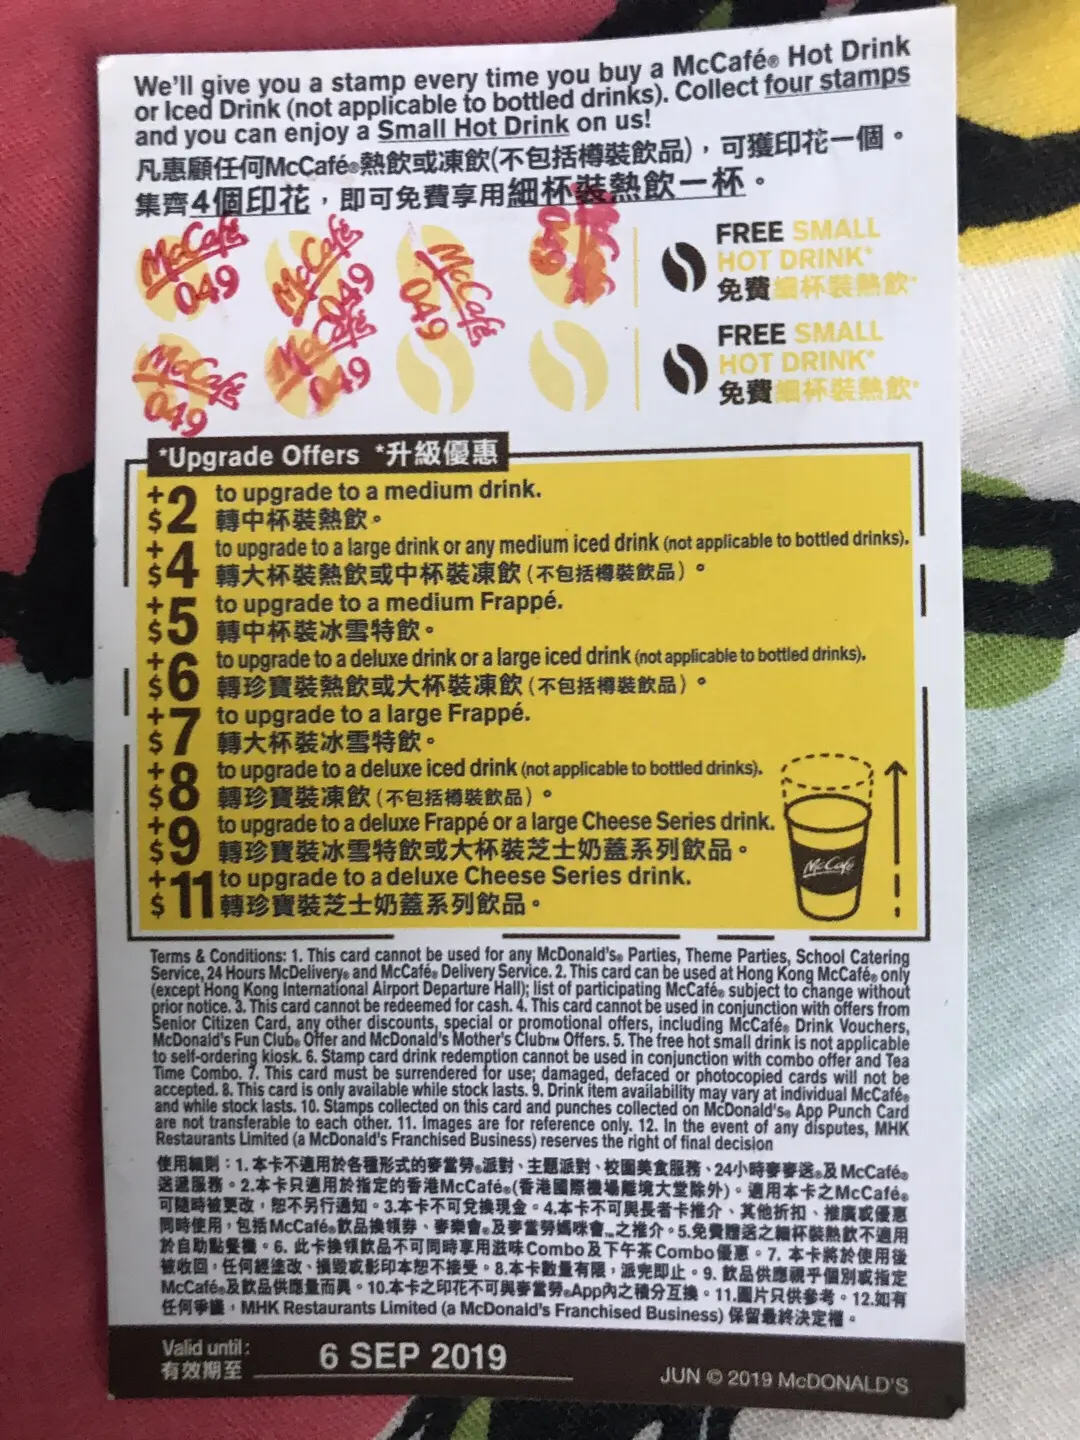 We'll give you a stamp every time you buy a McCafé® Hot Drink
or Iced Drink (not applicable to bottled drinks). Collect four stamps
and you can enjoy a Small Hot Drink on us!
凡惠顧任何McCafé®熱飲或凍飲(不包括樽裝飲品)，可獲印花一個。
集齊4個印花，即可免費享用細杯裝熱飲一杯。
McCafé 049
McCafé 049
McCafé 049
049
FREE SMALL
HOT DRINK*
免費細杯裝熱飲*
McCafé 049
McCafé 049
FREE SMALL
HOT DRINK*
免費細杯裝熱飲*
*Upgrade Offers *升級優惠
+$2 to upgrade to a medium drink.
轉中杯裝熱飲。
+$4 to upgrade to a large drink or any medium iced drink (not applicable to bottled drinks).
轉大杯裝熱飲或中杯裝凍飲(不包括樽裝飲品)。
+$5 to upgrade to a medium Frappé.
轉中杯裝冰雪特飲。
+$6 to upgrade to a deluxe drink or a large iced drink (not applicable to bottled drinks).
轉珍寶裝熱飲或大杯裝凍飲(不包括樽裝飲品)。
+$7 to upgrade to a large Frappé.
轉大杯裝冰雪特飲。
+$8 to upgrade to a deluxe iced drink (not applicable to bottled drinks).
轉珍寶裝凍飲(不包括樽裝飲品)。
+$9 to upgrade to a deluxe Frappé or a large Cheese Series drink.
轉珍寶裝冰雪特飲或大杯裝芝士奶蓋系列飲品。
+$11 to upgrade to a deluxe Cheese Series drink.
轉珍寶裝芝士奶蓋系列飲品。
McCafé
Terms & Conditions: 1. This card cannot be used for any McDonald's® Parties, Theme Parties, School Catering
Service, 24 Hours McDelivery® and McCafé® Delivery Service. 2. This card can be used at Hong Kong McCafé® only
(except Hong Kong International Airport Departure Hall); list of participating McCafé® subject to change without
prior notice. 3. This card cannot be redeemed for cash. 4. This card cannot be used in conjunction with offers from
Senior Citizen Card, any other discounts, special or promotional offers, including McCafé® Drink Vouchers,
McDonald's Fun Club® Offer and McDonald's Mother's Club™ Offers. 5. The free hot small drink is not applicable
to self-ordering kiosk. 6. Stamp card drink redemption cannot be used in conjunction with combo offer and Tea
Time Combo. 7. This card must be surrendered for use; damaged, defaced or photocopied cards will not be
accepted. 8. This card is only available while stock lasts. 9. Drink item availability may vary at individual McCafé®
and while stock lasts. 10. Stamps collected on this card and punches collected on McDonald's® App Punch Card
are not transferable to each other. 11. Images are for reference only. 12. In the event of any disputes, MHK
Restaurants Limited (a McDonald's Franchised Business) reserves the right of final decision
使用細則：1.本卡不適用於各種形式的麥當勞®派對、主題派對、校園美食服務、24小時麥麥送®及McCafé®
送遞服務。2.本卡只適用於指定的香港McCafé®(香港國際機場離境大堂除外)。適用本卡之McCafé®
可隨時被更改，恕不另行通知。3.本卡不可兌換現金。4.本卡不可與長者卡推介、其他折扣、推廣或優惠
同時使用，包括McCafé®飲品換領券、麥樂會®及麥當勞媽咪會™之推介。5.免費贈送之細杯裝熱飲不適用
於自助點餐機。6. 此卡換領飲品不可同時享用滋味Combo及下午茶Combo優惠。7. 本卡將於使用後
被收回，任何經塗改、損毀或影印本恕不接受。8.本卡數量有限，派完即止。9. 飲品供應視乎個別或指定
McCafé®及飲品供應量而異。10.本卡之印花不可與麥當勞®App內之積分互換。11.圖片只供參考。12.如有
任何爭議，MHK Restaurants Limited (a McDonald's Franchised Business) 保留最終決定權。
Valid until:
有效期至
6 SEP 2019
JUN © 2019 McDONALD'S